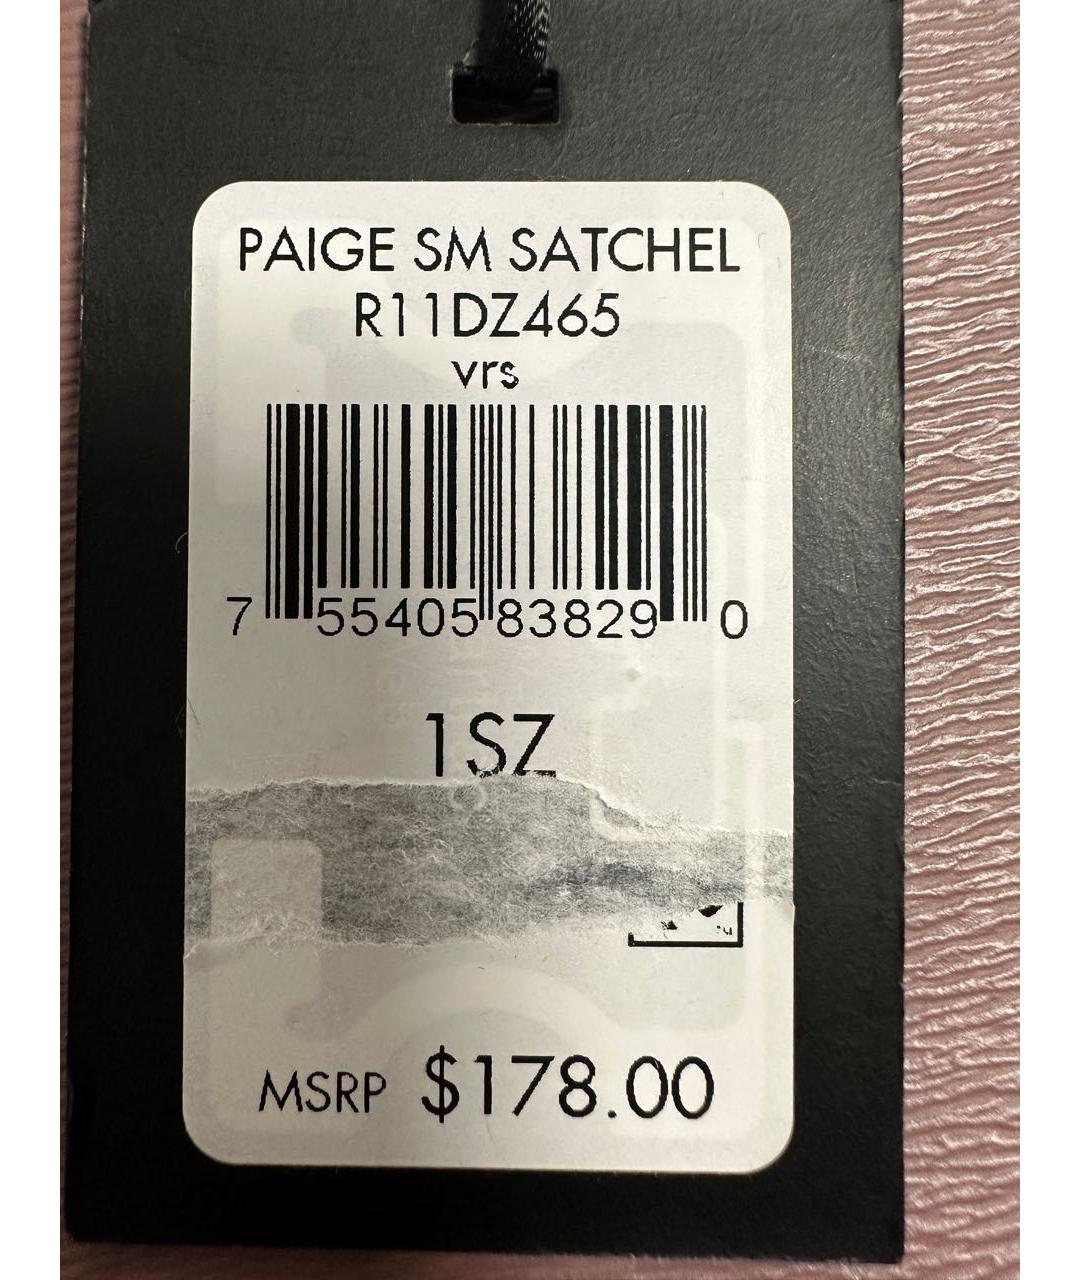 PAIGE SM SATCHEL
R11DZ465
vrs
7 55405 83829 0
1SZ
MSRP $178.00